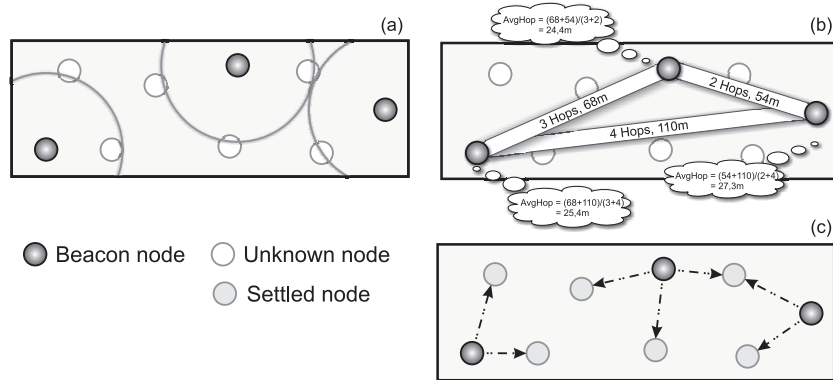 (a)
(b)
AvgHop = (68+54)/(3+2)
= 24,4m
2 Hops, 54m
3 Hops, 68m
4 Hops, 110m
AvgHop = (54+110)/(2+4)
= 27,3m
AvgHop = (68+110)/(3+4)
= 25,4m
(c)
Beacon node
Unknown node
Settled node